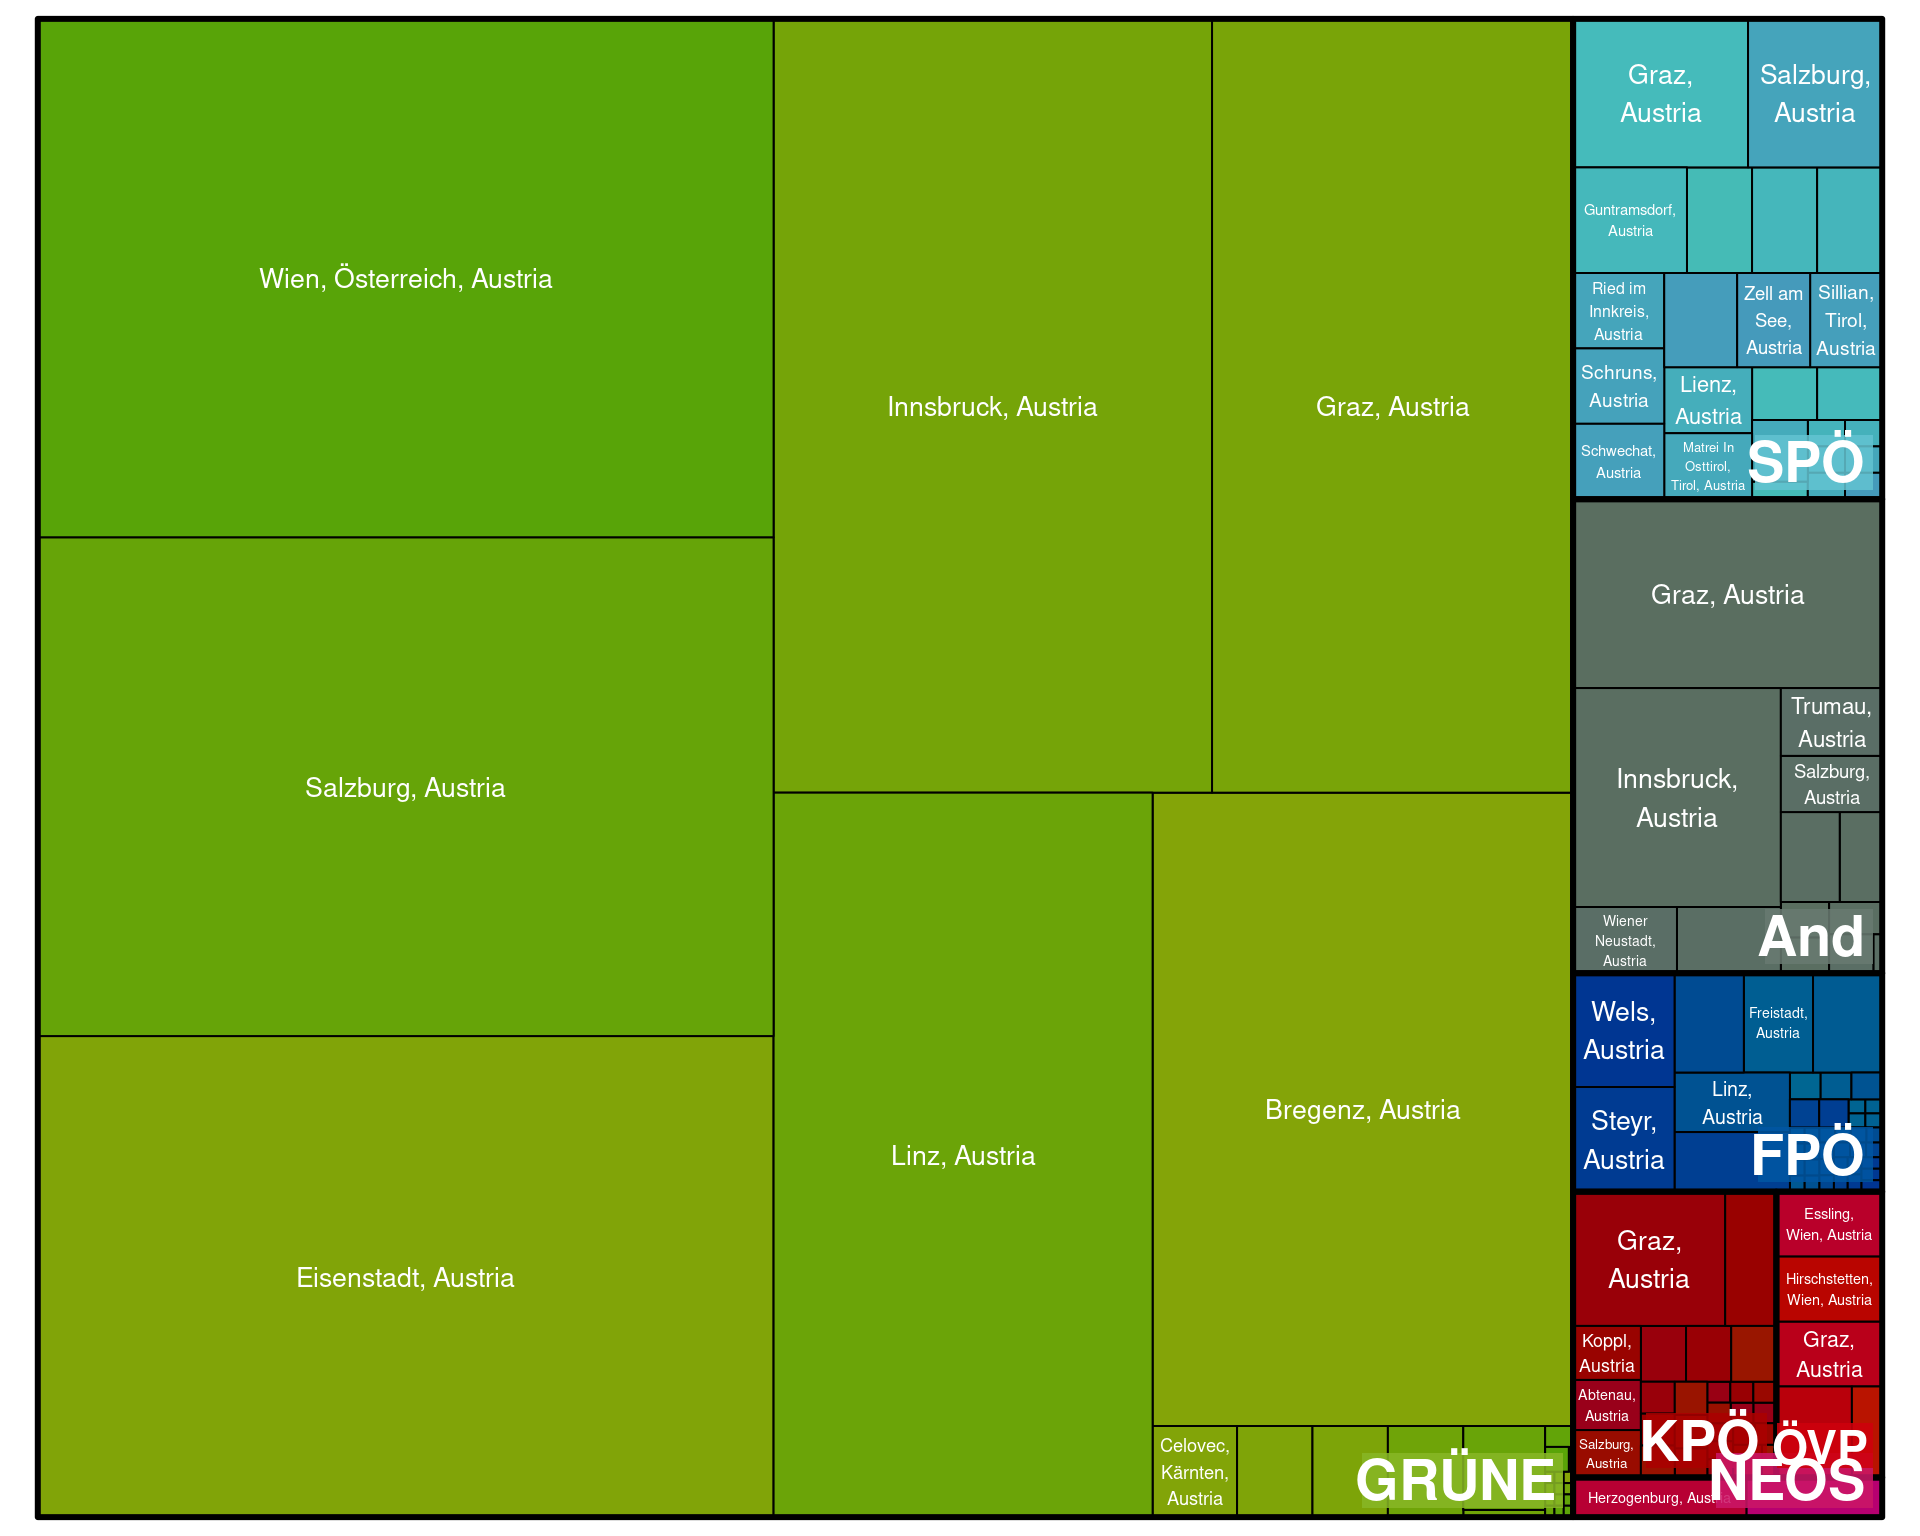 Wien, Österreich, Austria
Salzburg, Austria
Eisenstadt, Austria
Innsbruck, Austria
Graz, Austria
Linz, Austria
Bregenz, Austria
Celovec,
Kärnten,
Austria
GRÜNE
Graz,
Austria
Salzburg,
Austria
Guntramsdorf,
Austria
Ried im
Innkreis,
Austria
Zell am
See,
Austria
Sillian,
Tirol,
Austria
Schruns,
Austria
Lienz,
Austria
Schwechat,
Austria
Matrei In
Osttirol,
Tirol, Austria
SPÖ
Graz, Austria
Innsbruck,
Austria
Trumau,
Austria
Salzburg,
Austria
Wiener
Neustadt,
Austria
And
Wels,
Austria
Freistadt,
Austria
Linz,
Austria
Steyr,
Austria
FPÖ
Graz,
Austria
Koppl,
Austria
Abtenau,
Austria
Salzburg,
Austria
KPÖ
Essling,
Wien, Austria
Hirschstetten,
Wien, Austria
Graz,
Austria
ÖVP
Herzogenburg, Austria
NEOS